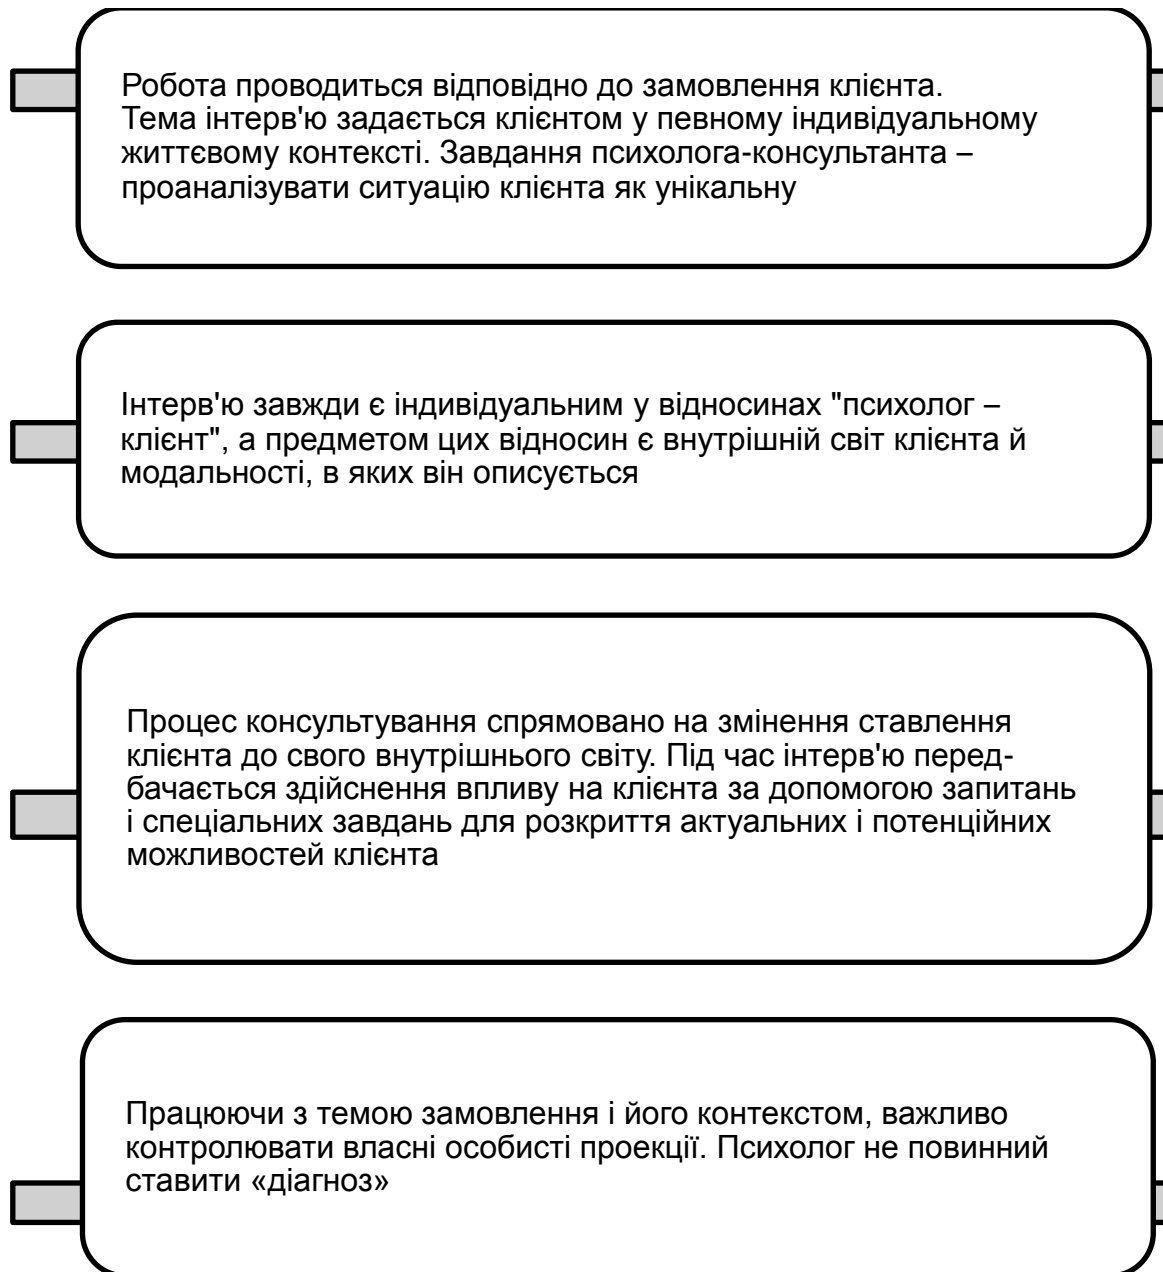 Робота проводиться відповідно до замовлення клієнта.
Тема інтерв'ю задається клієнтом у певному індивідуальному
життєвому контексті. Завдання психолога-консультанта –
проаналізувати ситуацію клієнта як унікальну
Інтерв'ю завжди є індивідуальним у відносинах "психолог –
клієнт", а предметом цих відносин є внутрішній світ клієнта й
модальності, в яких він описується
Процес консультування спрямовано на змінення ставлення
клієнта до свого внутрішнього світу. Під час інтерв'ю перед-
бачається здійснення впливу на клієнта за допомогою запитань
і спеціальних завдань для розкриття актуальних і потенційних
можливостей клієнта
Працюючи з темою замовлення і його контекстом, важливо
контролювати власні особисті проекції. Психолог не повинний
ставити «діагноз»